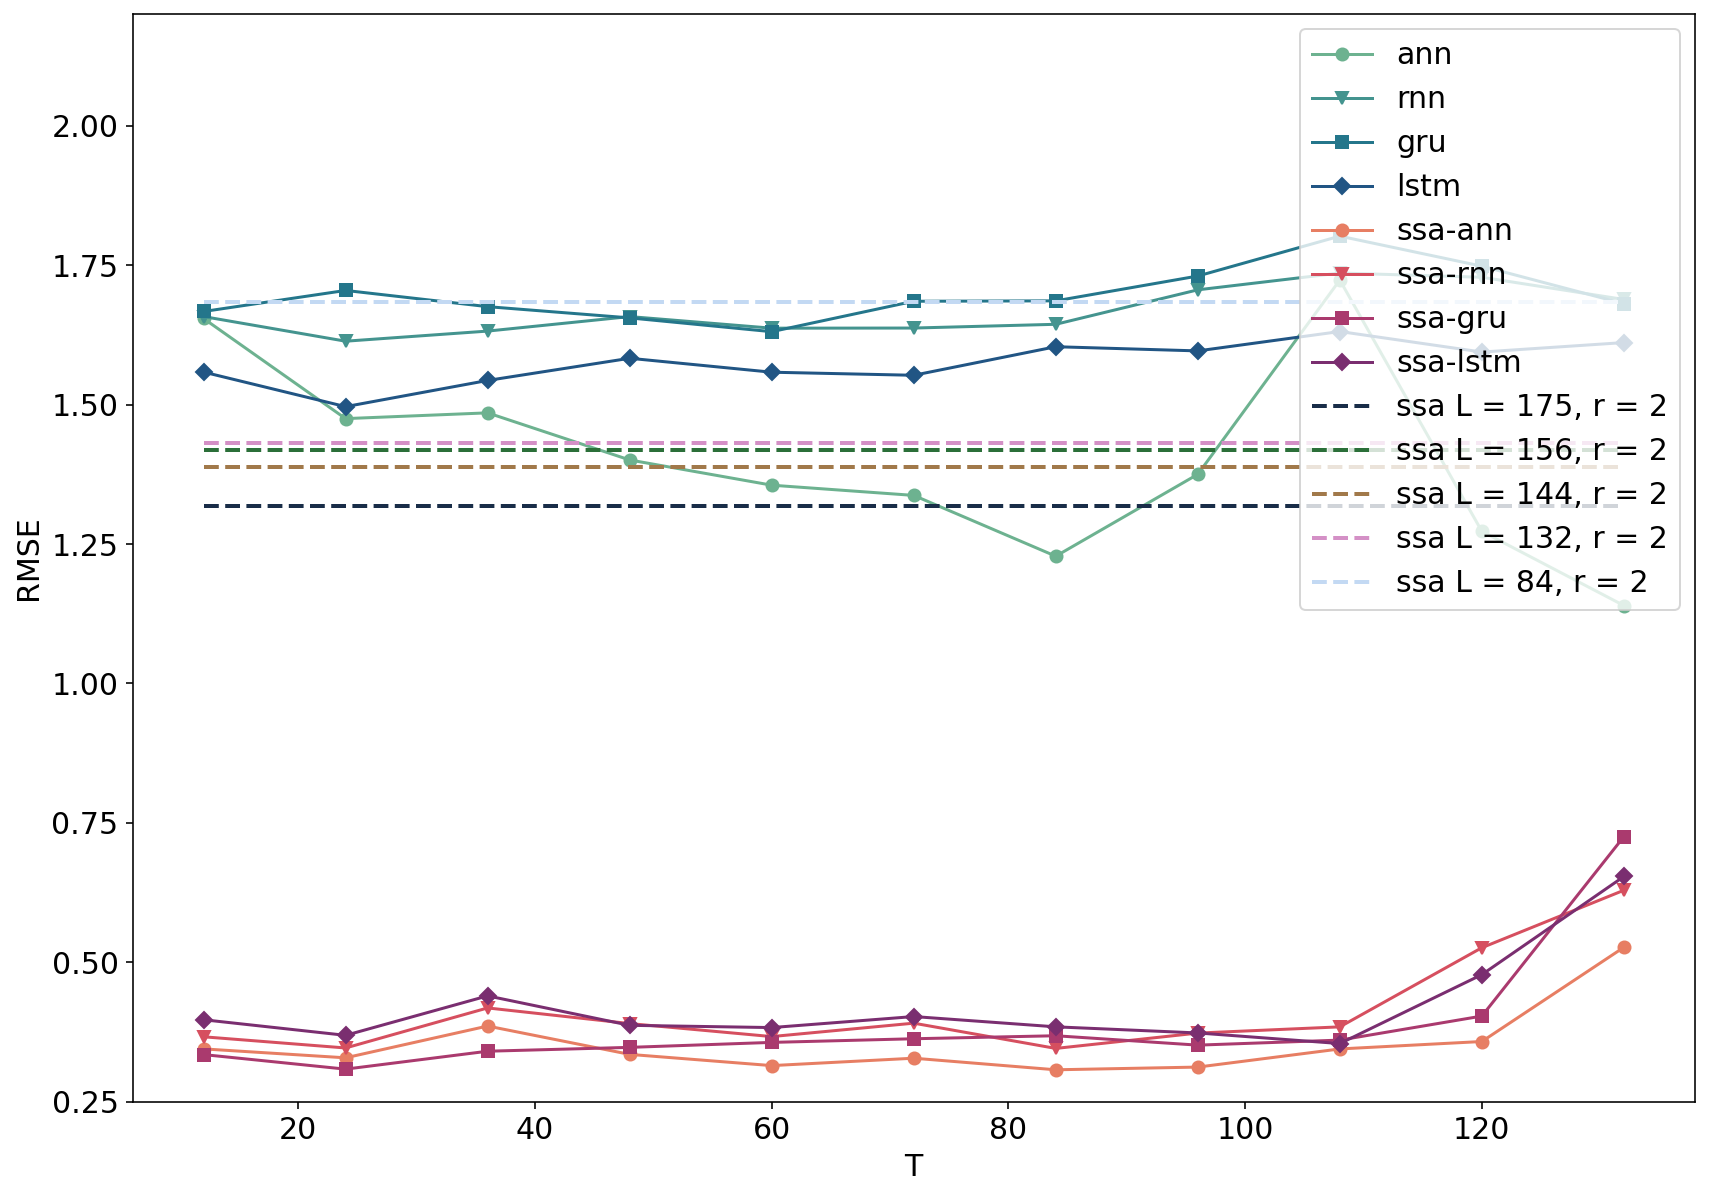 ann
rnn
gru
lstm
ssa-ann
ssa-rnn
ssa-gru
ssa-lstm
ssa L = 175, r = 2
ssa L = 156, r = 2
ssa L = 144, r = 2
ssa L = 132, r = 2
ssa L = 84, r = 2
2.00
1.75
1.50
1.25
1.00
0.75
0.50
0.25
RMSE
20
40
60
80
100
120
T